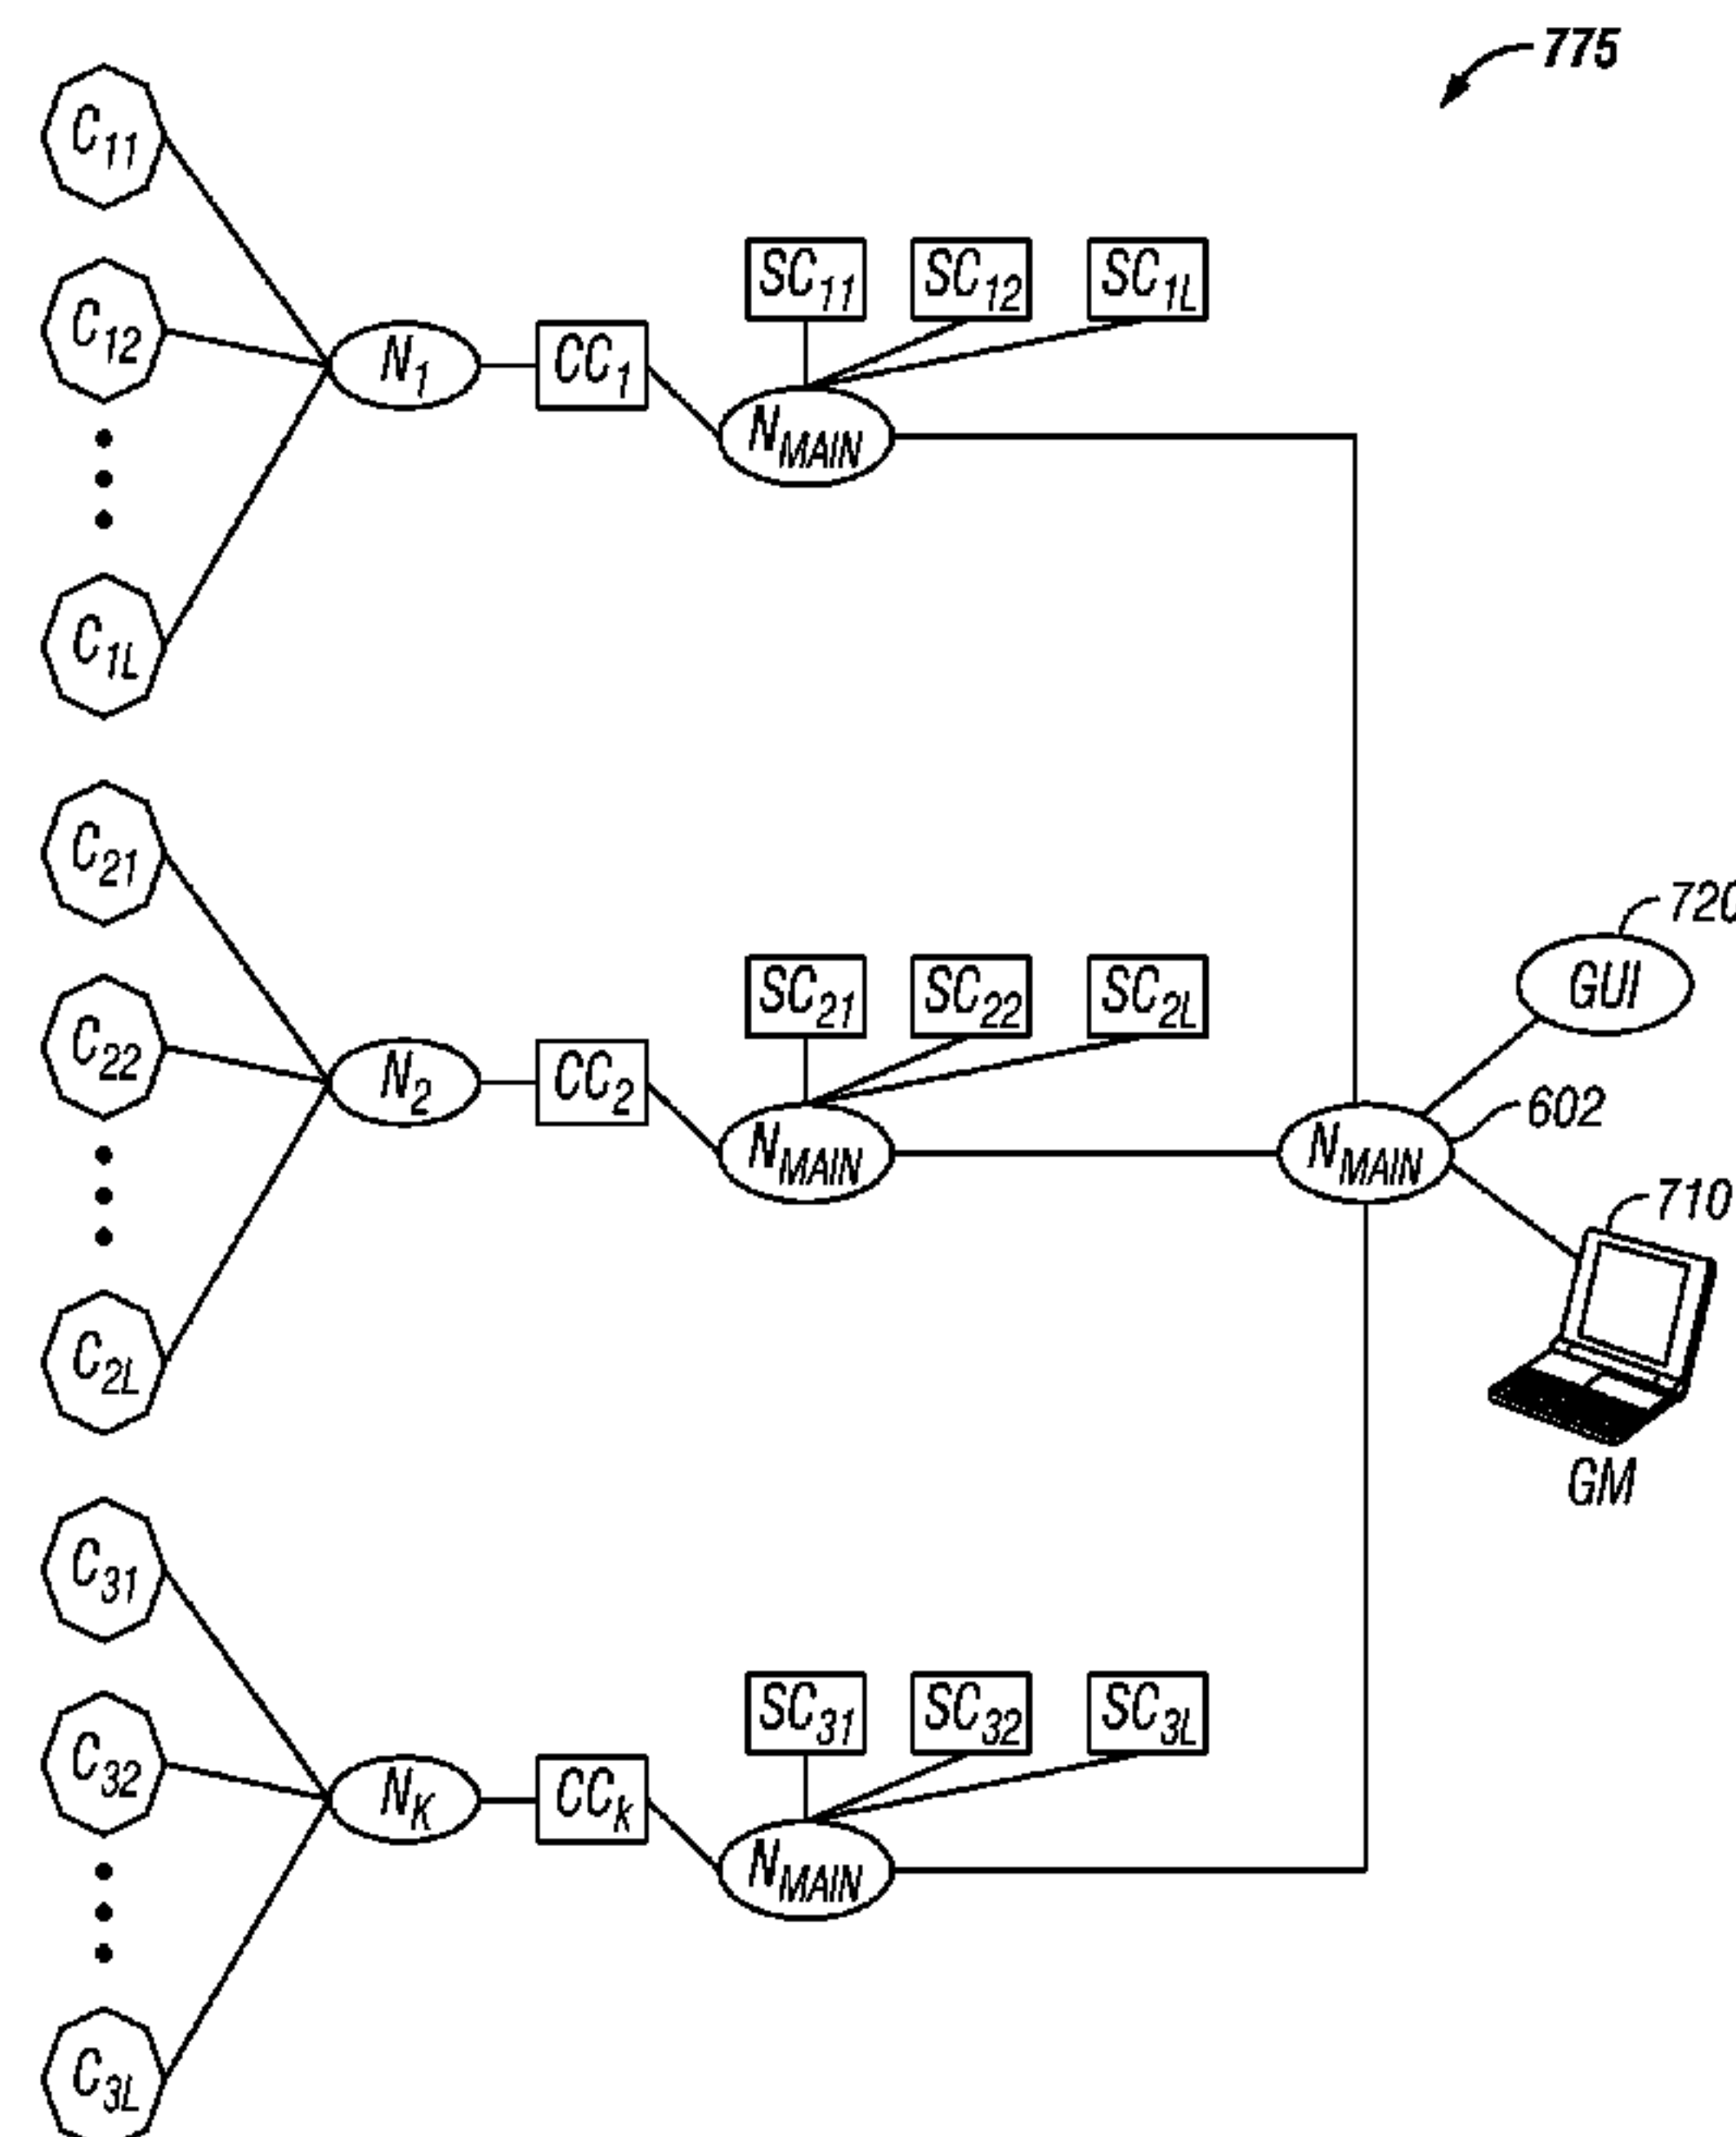 775
C11
SC11 SC12 SC1L
C12
N1 CC1
NMAIN
C1L
C21
720
SC21 SC22 SC2L
GUI
C22
N2 CC2
602
NMAIN
NMAIN
710
C2L
GM
C31
SC31 SC32 SC3L
C32
NK CCK
NMAIN
C3L